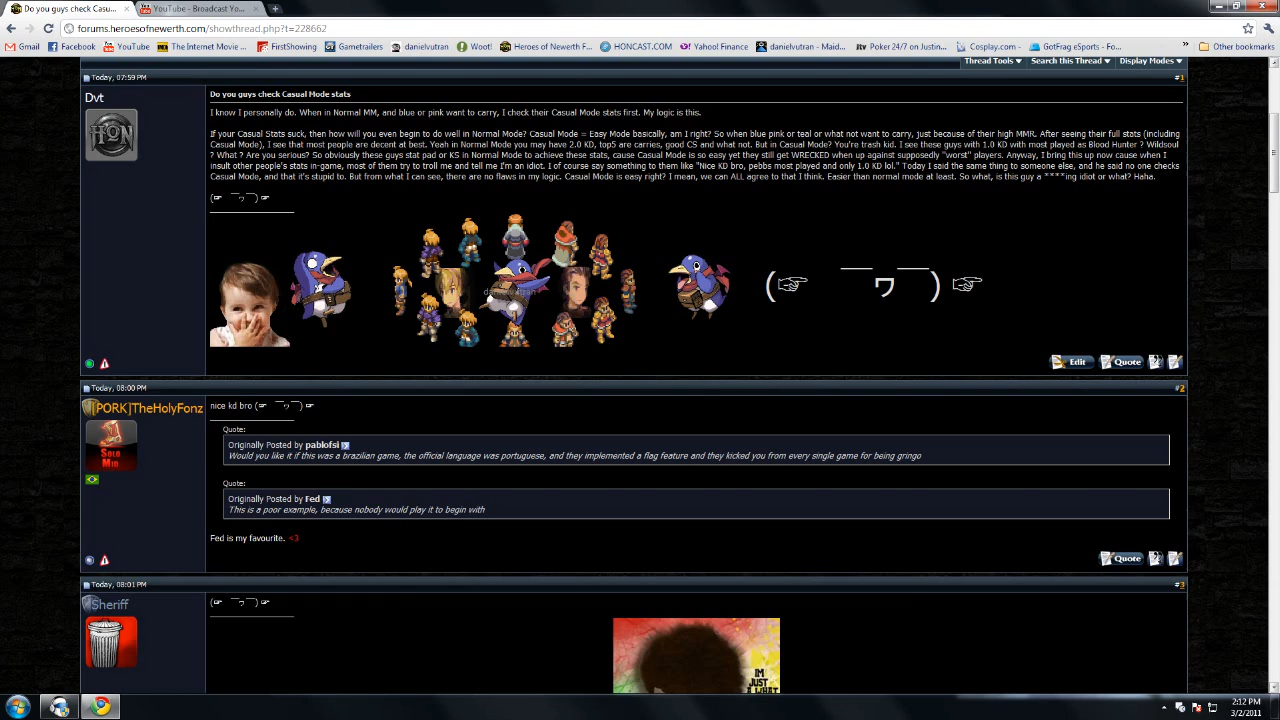 Do you guys check Casu...
YouTube - Broadcast Yo...
forums.heroesofnewerth.com/showthread.php?t=228662
Gmail Facebook YouTube The Internet Movie ... FirstShowing Gametrailers danielvutran Woot! Heroes of Newerth F... HONCAST.COM Yahoo! Finance danielvutran - Maid... Poker 24/7 on Justin... Cosplay.com - GotFrag eSports - Fo... » Other bookmarks
Thread Tools Search this Thread Display Modes
Today, 07:59 PM #1
Dvt
HON
Do you guys check Casual Mode stats
I know I personally do. When in Normal MM, and blue or pink want to carry, I check their Casual Mode stats first. My logic is this.
If your Casual Stats suck, then how will you even begin to do well in Normal Mode? Casual Mode = Easy Mode basically, am I right? So when blue pink or teal or what not want to carry, just because of their high MMR. After seeing their full stats (including
Casual Mode), I see that most people are decent at best. Yeah in Normal Mode you may have 2.0 KD, top5 are carries, good CS and what not. But in Casual Mode? You're trash kid. I see these guys with 1.0 KD with most played as Blood Hunter ? Wildsoul
? What ? Are you serious? So obviously these guys stat pad or KS in Normal Mode to achieve these stats, cause Casual Mode is so easy yet they still get WRECKED when up against supposedly "worst" players. Anyway, I bring this up now cause when I
insult other people's stats in-game, most of them try to troll me and tell me I'm an idiot. I of course say something to them like "Nice KD bro, pebbs most played and only 1.0 KD lol." Today I said the same thing to someone else, and he said no one checks
Casual Mode, and that it's stupid to. But from what I can see, there are no flaws in my logic. Casual Mode is easy right? I mean, we can ALL agree to that I think. Easier than normal mode at least. So what, is this guy a ****ing idiot or what? Haha.
(☞ ￣ヮ￣) ☞
(☞ ￣ヮ￣) ☞
Edit Quote
Today, 08:00 PM #2
[PORK]TheHolyFonz
SOLO
MID
nice kd bro (☞ ￣ヮ￣) ☞
Quote:
Originally Posted by pablofsi
Would you like it if this was a brazilian game, the official language was portuguese, and they implemented a flag feature and they kicked you from every single game for being gringo
Quote:
Originally Posted by Fed
This is a poor example, because nobody would play it to begin with
Fed is my favourite. <3
Quote
Today, 08:01 PM #3
Sheriff
(☞ ￣ヮ￣) ☞
IM
JUST
2:12 PM
3/2/2011